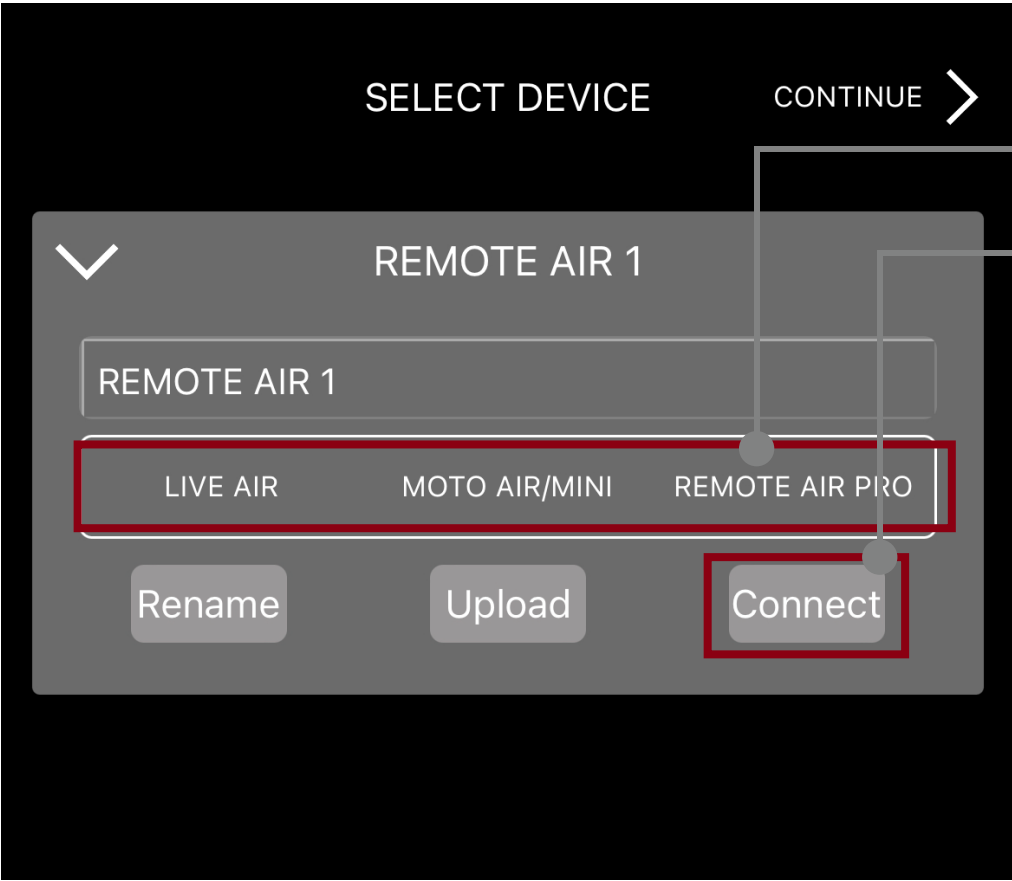 SELECT DEVICE
CONTINUE
REMOTE AIR 1
REMOTE AIR 1
LIVE AIR MOTO AIR/MINI REMOTE AIR PRO
Rename Upload Connect